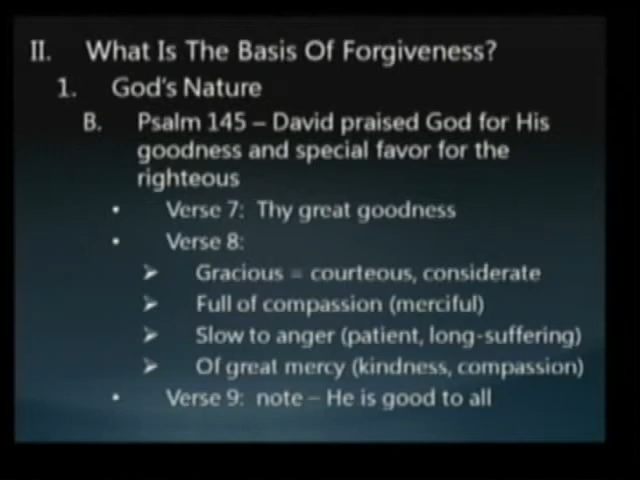 II. What Is The Basis Of Forgiveness?
1. God's Nature
B. Psalm 145 – David praised God for His
goodness and special favor for the
righteous
• Verse 7: Thy great goodness
• Verse 8:
➢ Gracious = courteous, considerate
➢ Full of compassion (merciful)
➢ Slow to anger (patient, long-suffering)
➢ Of great mercy (kindness, compassion)
• Verse 9: note – He is good to all